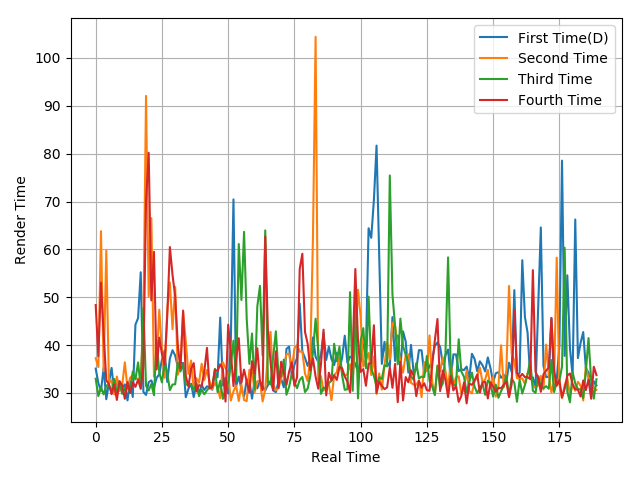 First Time(D)
Second Time
Third Time
Fourth Time
Render Time
100
90
80
70
60
50
40
30
0
25
50
75
100
125
150
175
Real Time